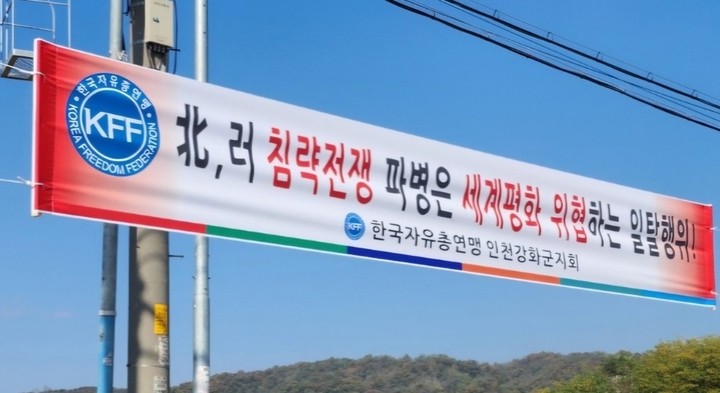 한국자유총연맹
KFF
KOREA FREEDOM FEDERATION
北,러 침략전쟁 파병은 세계평화 위협하는 일탈행위!
KFF 한국자유총연맹 인천강화군지회